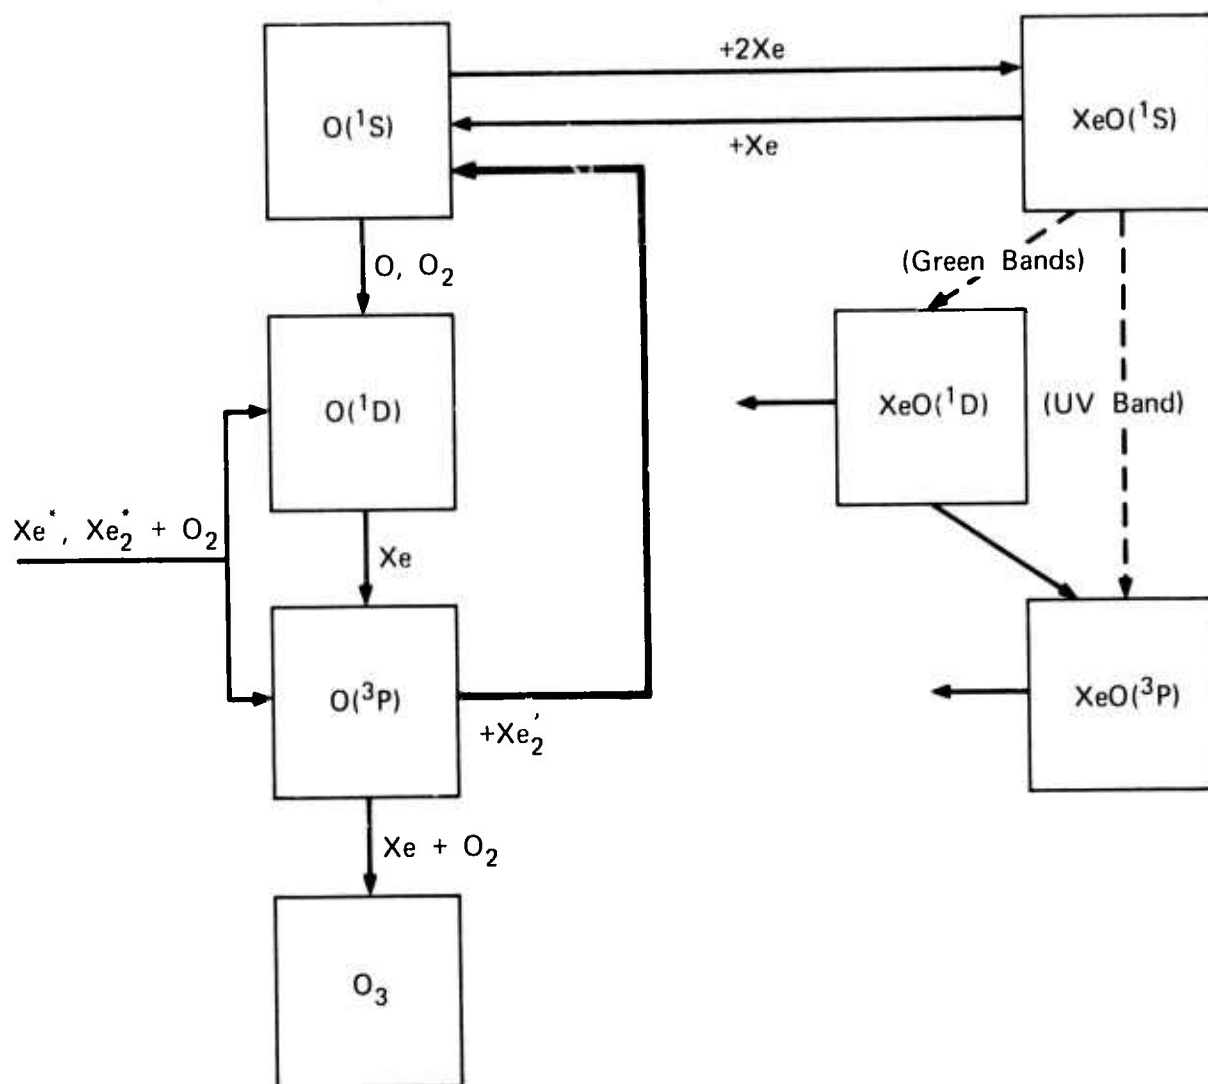 +2Xe
O(¹S)
XeO(¹S)
+Xe
(Green Bands)
O, O₂
O(¹D)
XeO(¹D)
(UV Band)
Xe*, Xe₂* + O₂
Xe
O(³P)
XeO(³P)
+Xe₂′
Xe + O₂
O₃